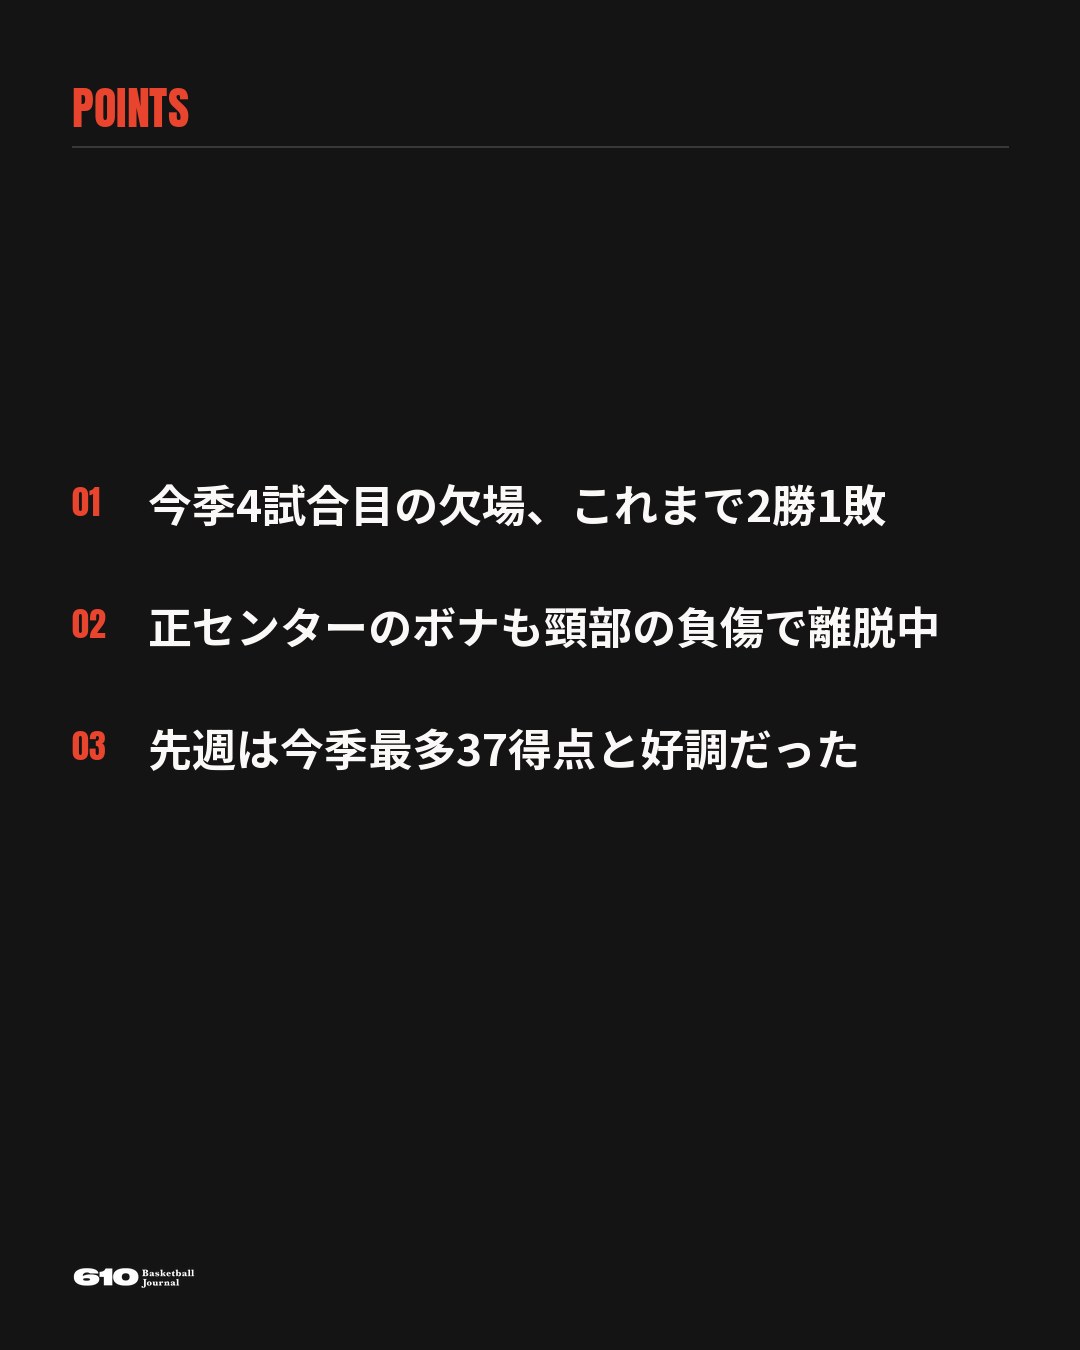 POINTS
01 今季4試合目の欠場、これまで2勝1敗
02 正センターのボナも頸部の負傷で離脱中
03 先週は今季最多37得点と好調だった
610 Basketball
Journal